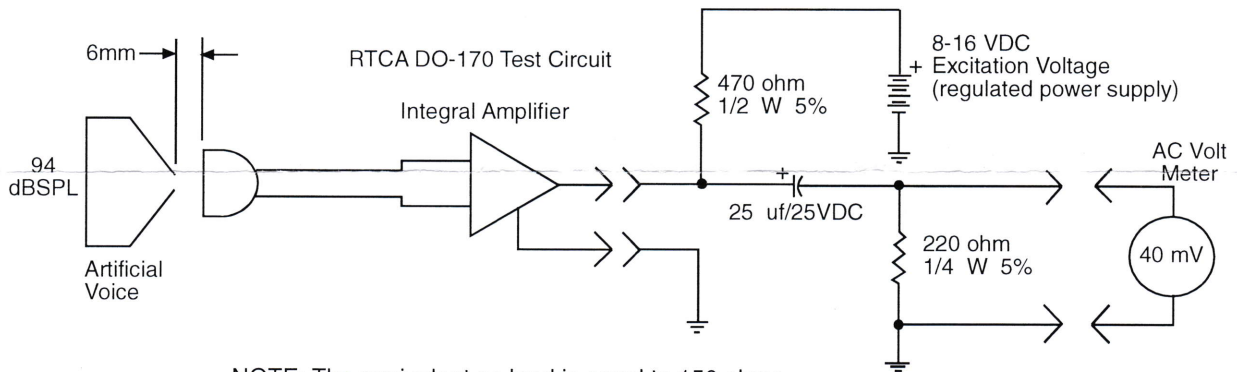 6mm
RTCA DO-170 Test Circuit
8-16 VDC
+ Excitation Voltage
(regulated power supply)
470 ohm
1/2 W 5%
Integral Amplifier
94
dBSPL
AC Volt
Meter
+
25 uf/25VDC
220 ohm
1/4 W 5%
40 mV
Artificial
Voice